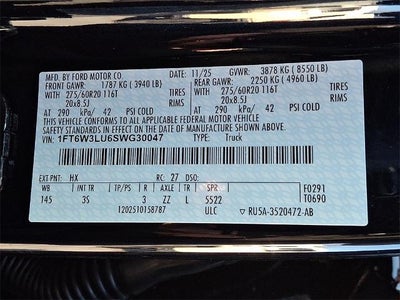 MFD. BY FORD MOTOR CO. 11/25 GVWR: 3878 KG ( 8550 LB)
FRONT GAWR: 1787 KG ( 3940 LB) REAR GAWR: 2250 KG ( 4960 LB)
WITH 275/60R20 116T TIRES WITH 275/60R20 116T TIRES
20x8.5J RIMS 20x8.5J RIMS
AT 290 kPa/ 42 PSI COLD AT 290 kPa/ 42 PSI COLD
THIS VEHICLE CONFORMS TO ALL APPLICABLE FEDERAL MOTOR VEHICLE
SAFETY STANDARDS IN EFFECT ON THE DATE OF MANUFACTURE SHOWN ABOVE.
VIN: 1FT6W3LU6SWG30047 TYPE: Truck
EXT PNT: HX RC: 27 DSO:
WB INT TR TP/PS R AXLE TR SPR F0291
145 3S 3 ZZ L 5522 T0690
1202510158787 ULC RU5A-3520472-AB